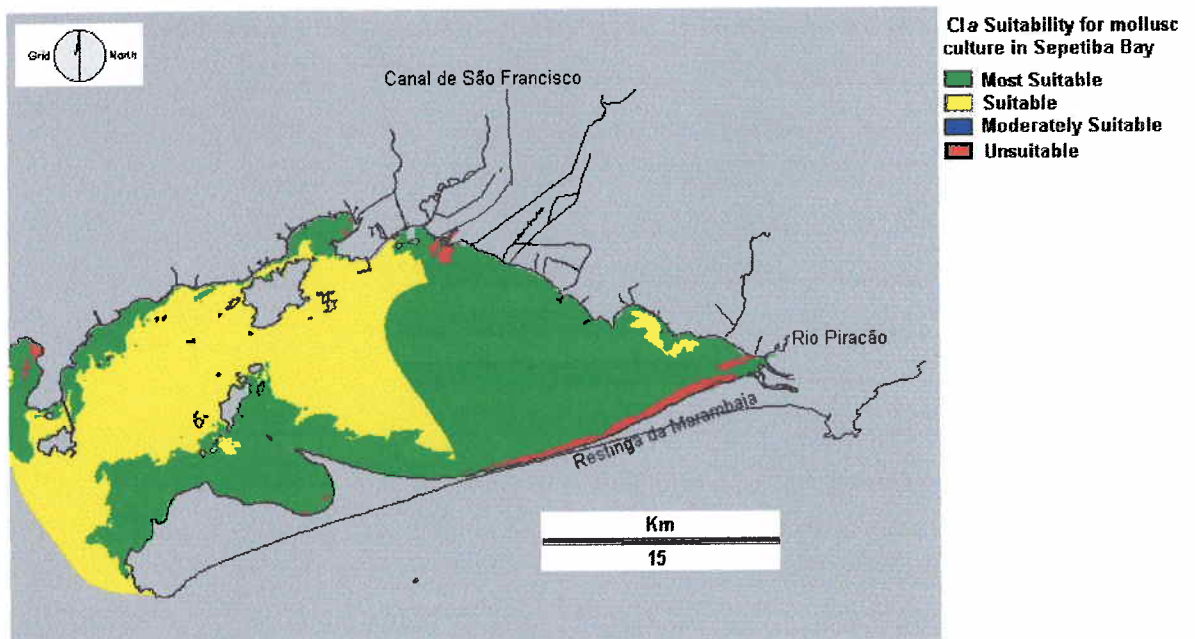 Grid North
Canal de São Francisco
Rio Piracão
Restinga da Marambaia
Km
15
Cla Suitability for mollusc
culture in Sepetiba Bay
Most Suitable
Suitable
Moderately Suitable
Unsuitable